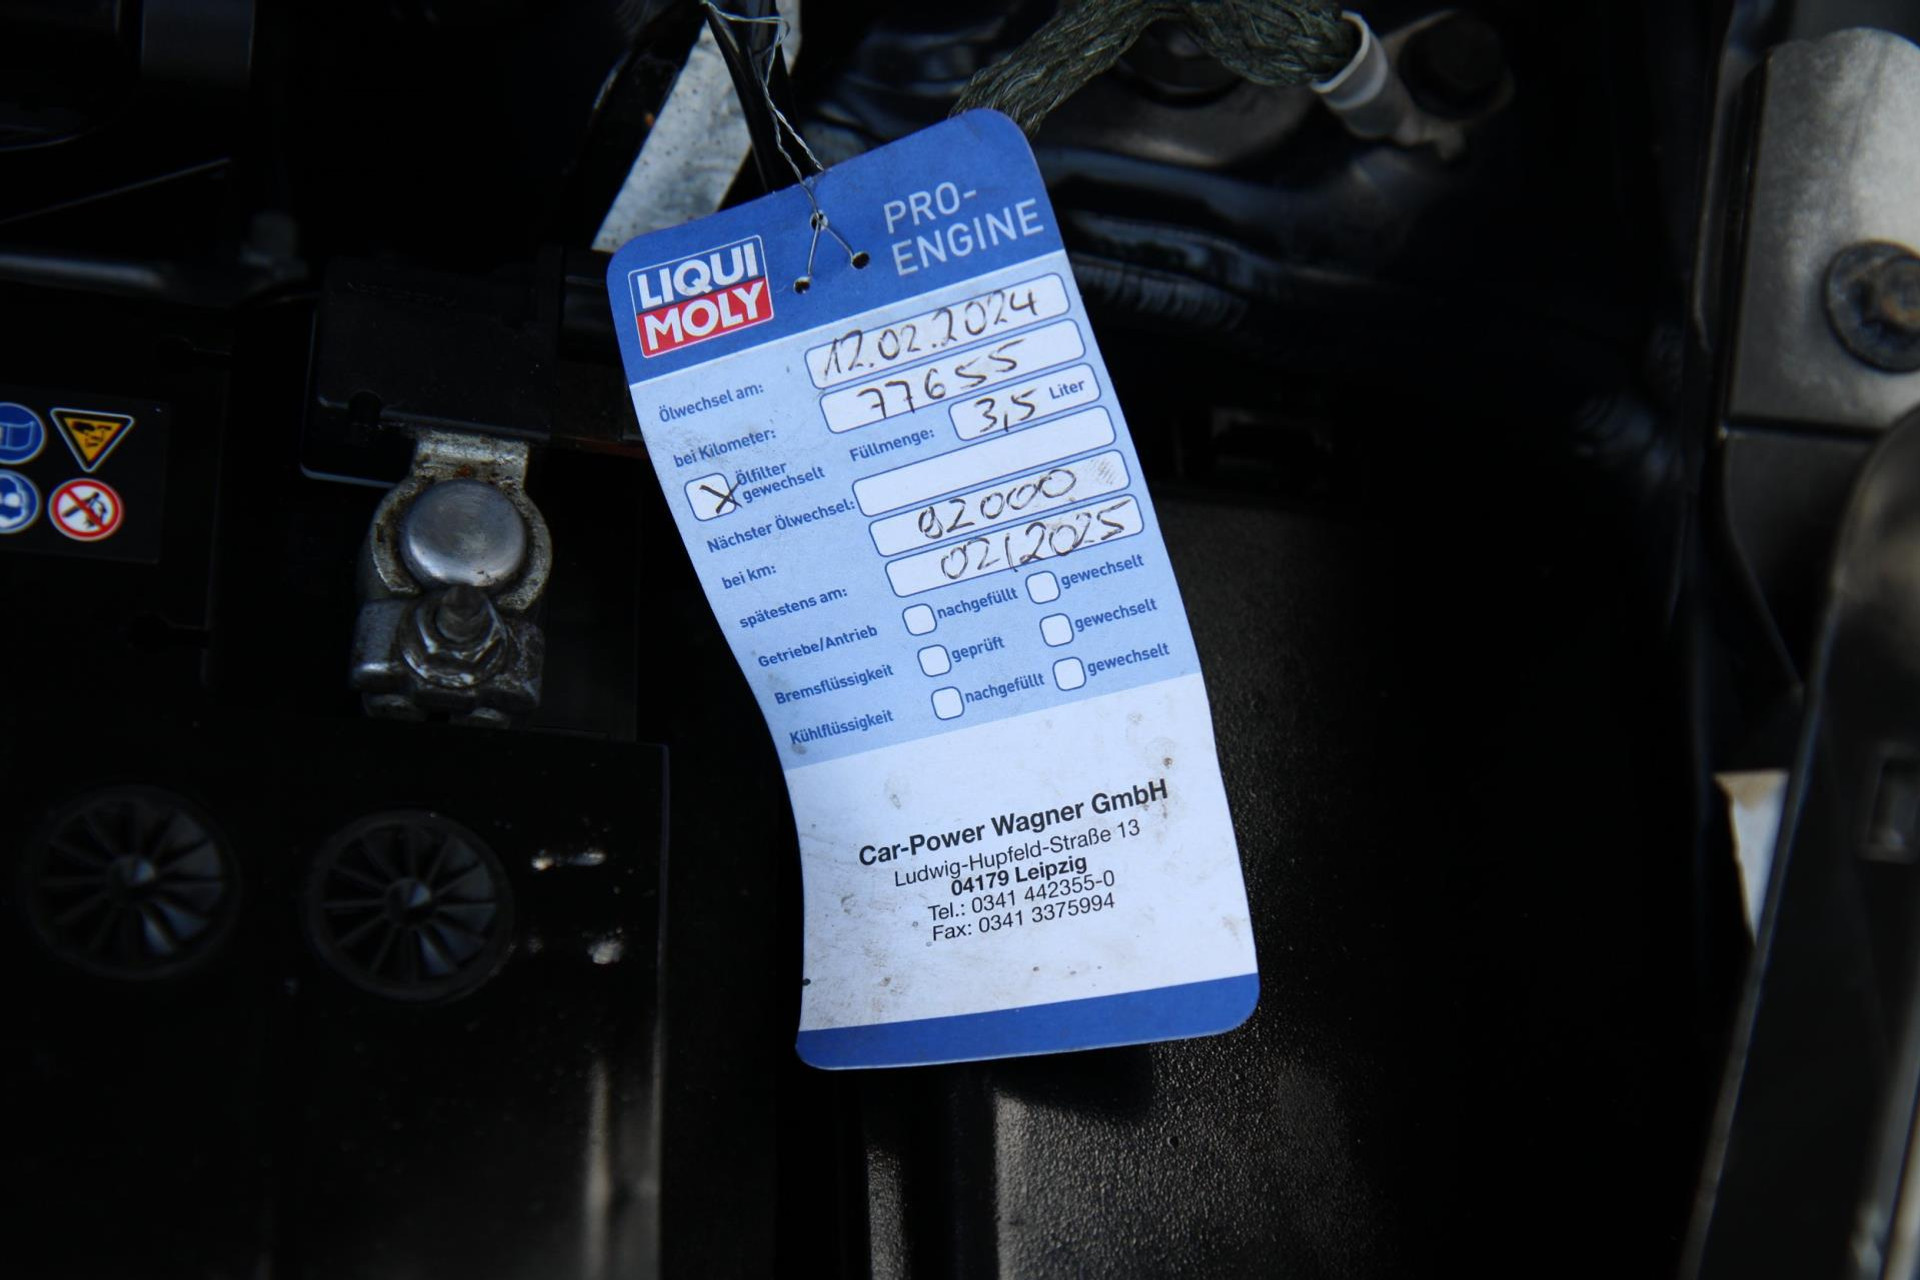 LIQUI
MOLY
PRO-
ENGINE
Ölwechsel am: 12.02.2024
bei Kilometer: 77655
Füllmenge: 3,5 Liter
X Ölfilter
gewechselt
Nächster Ölwechsel:
bei km: 92000
spätestens am: 02/2025
Getriebe/Antrieb nachgefüllt gewechselt
Bremsflüssigkeit geprüft gewechselt
Kühlflüssigkeit nachgefüllt gewechselt
Car-Power Wagner GmbH
Ludwig-Hupfeld-Straße 13
04179 Leipzig
Tel.: 0341 442355-0
Fax: 0341 3375994